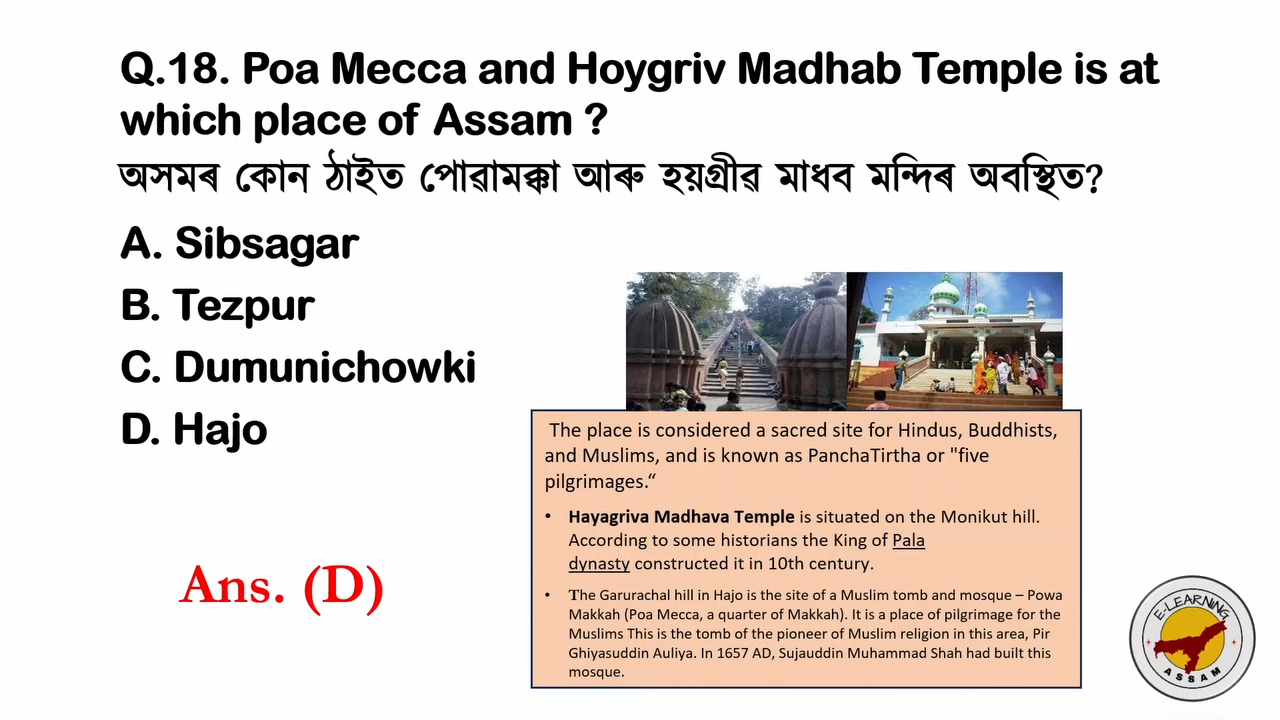 Q.18. Poa Mecca and Hoygriv Madhab Temple is at
which place of Assam ?
অসমৰ কোন ঠাইত পোৱামক্কা আৰু হয়গ্ৰীৱ মাধব মন্দিৰ অবস্থিত?
A. Sibsagar
B. Tezpur
C. Dumunichowki
D. Hajo
The place is considered a sacred site for Hindus, Buddhists,
and Muslims, and is known as PanchaTirtha or "five
pilgrimages.“
• Hayagriva Madhava Temple is situated on the Monikut hill.
According to some historians the King of Pala
dynasty constructed it in 10th century.
• The Garurachal hill in Hajo is the site of a Muslim tomb and mosque – Powa
Makkah (Poa Mecca, a quarter of Makkah). It is a place of pilgrimage for the
Muslims This is the tomb of the pioneer of Muslim religion in this area, Pir
Ghiyasuddin Auliya. In 1657 AD, Sujauddin Muhammad Shah had built this
mosque.
Ans. (D)
E-LEARNING
ASSAM